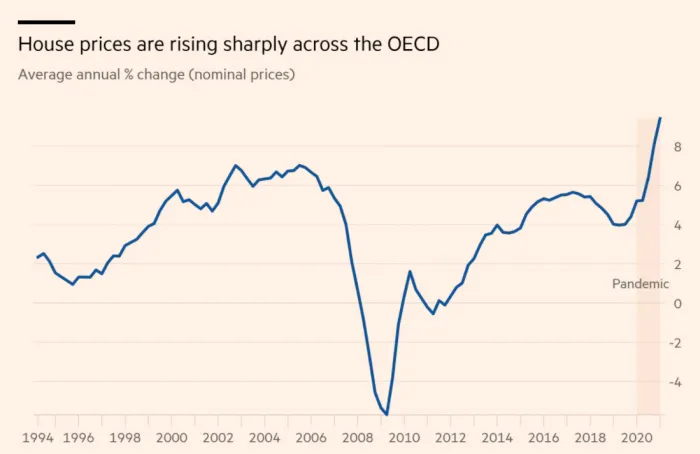 House prices are rising sharply across the OECD
Average annual % change (nominal prices)
8
6
4
2
Pandemic
0
-2
-4
1994 1996 1998 2000 2002 2004 2006 2008 2010 2012 2014 2016 2018 2020